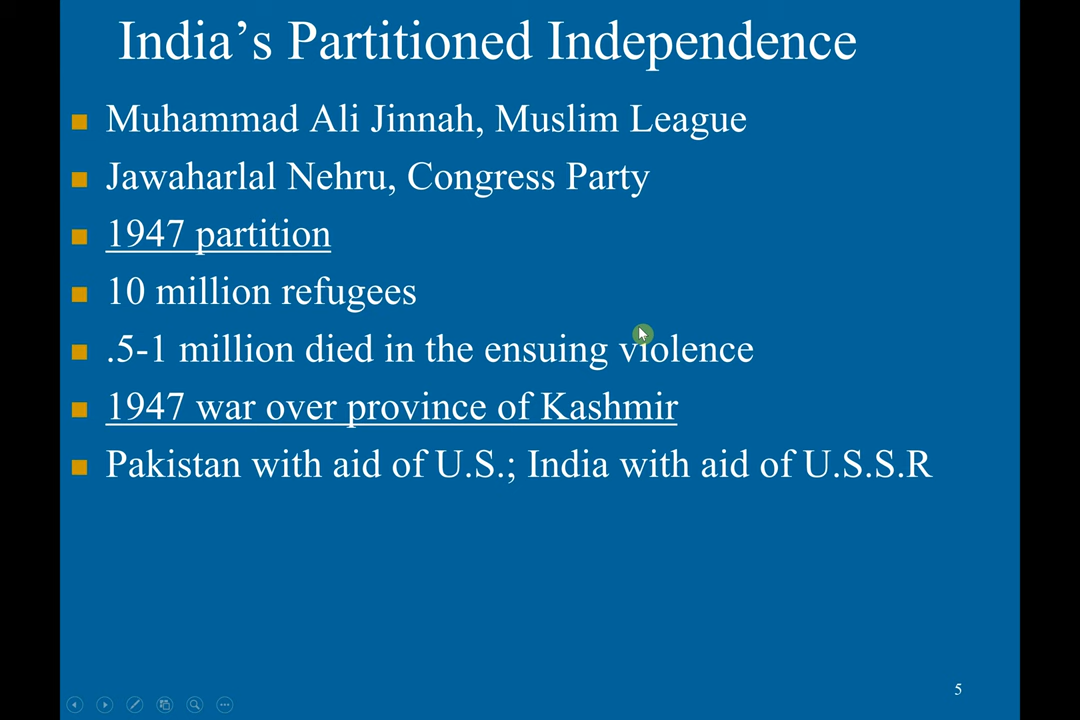 India’s Partitioned Independence
Muhammad Ali Jinnah, Muslim League
Jawaharlal Nehru, Congress Party
1947 partition
10 million refugees
.5-1 million died in the ensuing violence
1947 war over province of Kashmir
Pakistan with aid of U.S.; India with aid of U.S.S.R
5